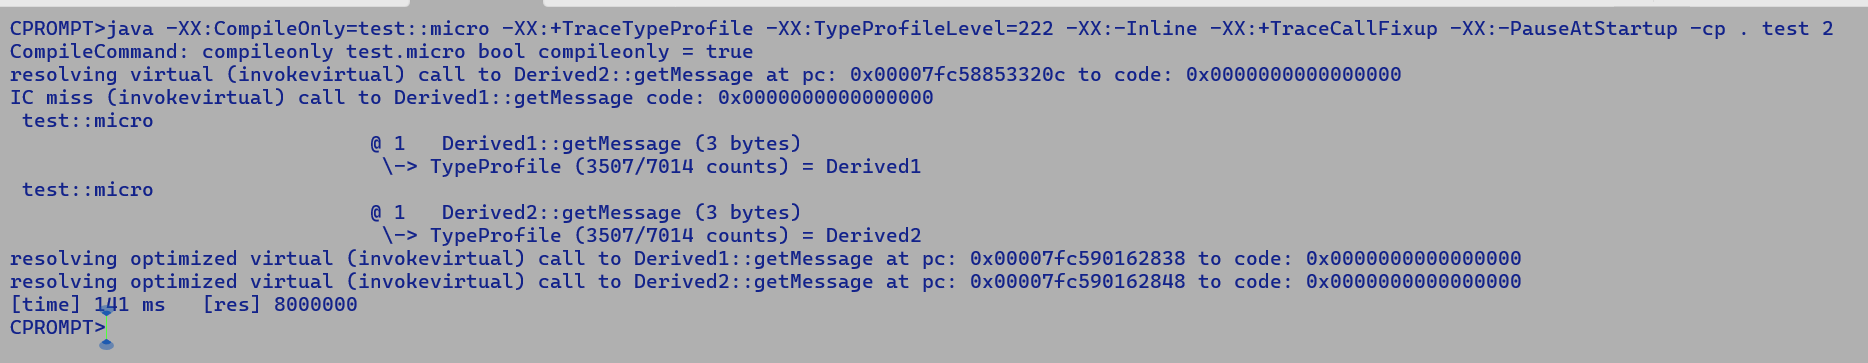 CPROMPT>java -XX:CompileOnly=test::micro -XX:+TraceTypeProfile -XX:TypeProfileLevel=222 -XX:-Inline -XX:+TraceCallFixup -XX:-PauseAtStartup -cp . test 2
CompileCommand: compileonly test.micro bool compileonly = true
resolving virtual (invokevirtual) call to Derived2::getMessage at pc: 0x00007fc58853320c to code: 0x0000000000000000
IC miss (invokevirtual) call to Derived1::getMessage code: 0x0000000000000000
 test::micro
                              @ 1   Derived1::getMessage (3 bytes)
                               \-> TypeProfile (3507/7014 counts) = Derived1
 test::micro
                              @ 1   Derived2::getMessage (3 bytes)
                               \-> TypeProfile (3507/7014 counts) = Derived2
resolving optimized virtual (invokevirtual) call to Derived1::getMessage at pc: 0x00007fc590162838 to code: 0x0000000000000000
resolving optimized virtual (invokevirtual) call to Derived2::getMessage at pc: 0x00007fc590162848 to code: 0x0000000000000000
[time] 141 ms   [res] 8000000
CPROMPT>